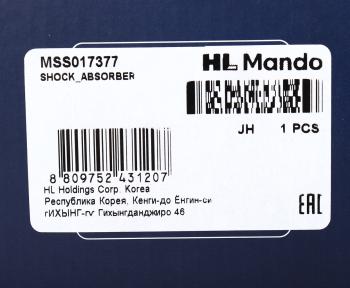 MSS017377
SHOCK_ABSORBER
HL Mando
JH 1 PCS
8 809752 431207
HL Holdings Corp. Korea
Республика Корея, Кенги-до Ёнгин-си
гИХЫНГ-гу Гихынгданджиро 46
EAC